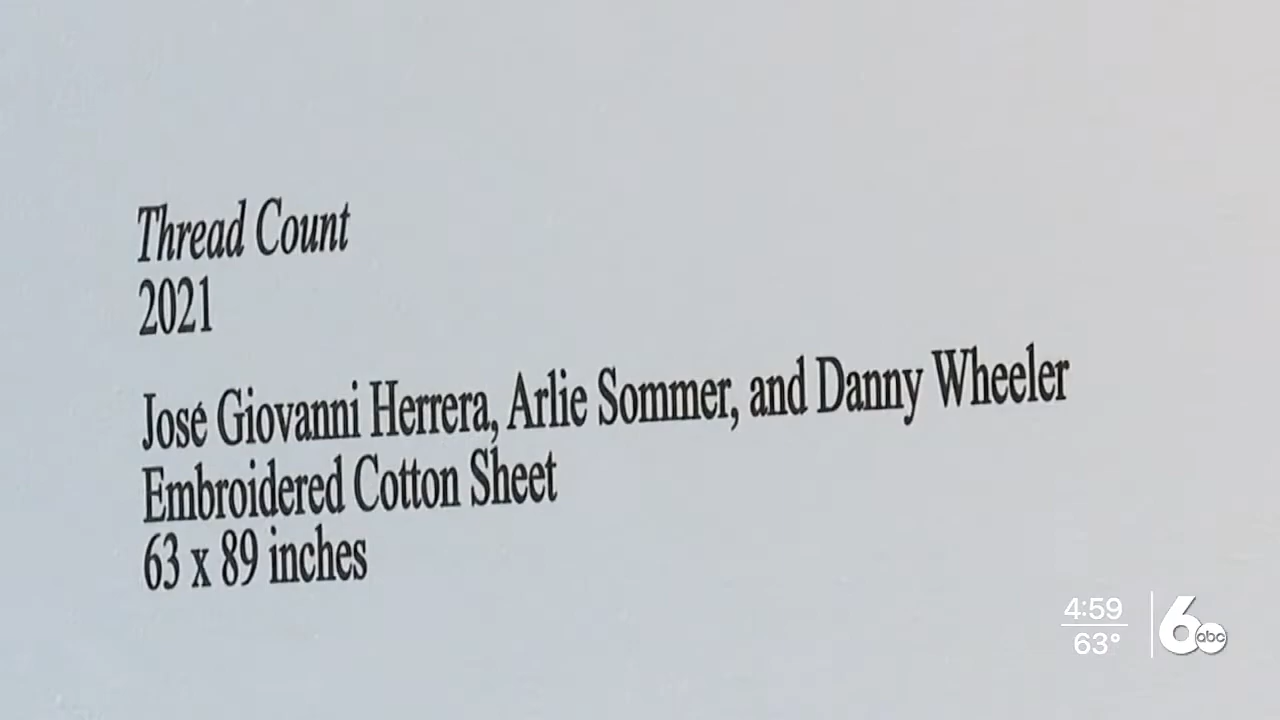 Thread Count
2021
José Giovanni Herrera, Arlie Sommer, and Danny Wheeler
Embroidered Cotton Sheet
63 x 89 inches
4:59
63°
6 abc